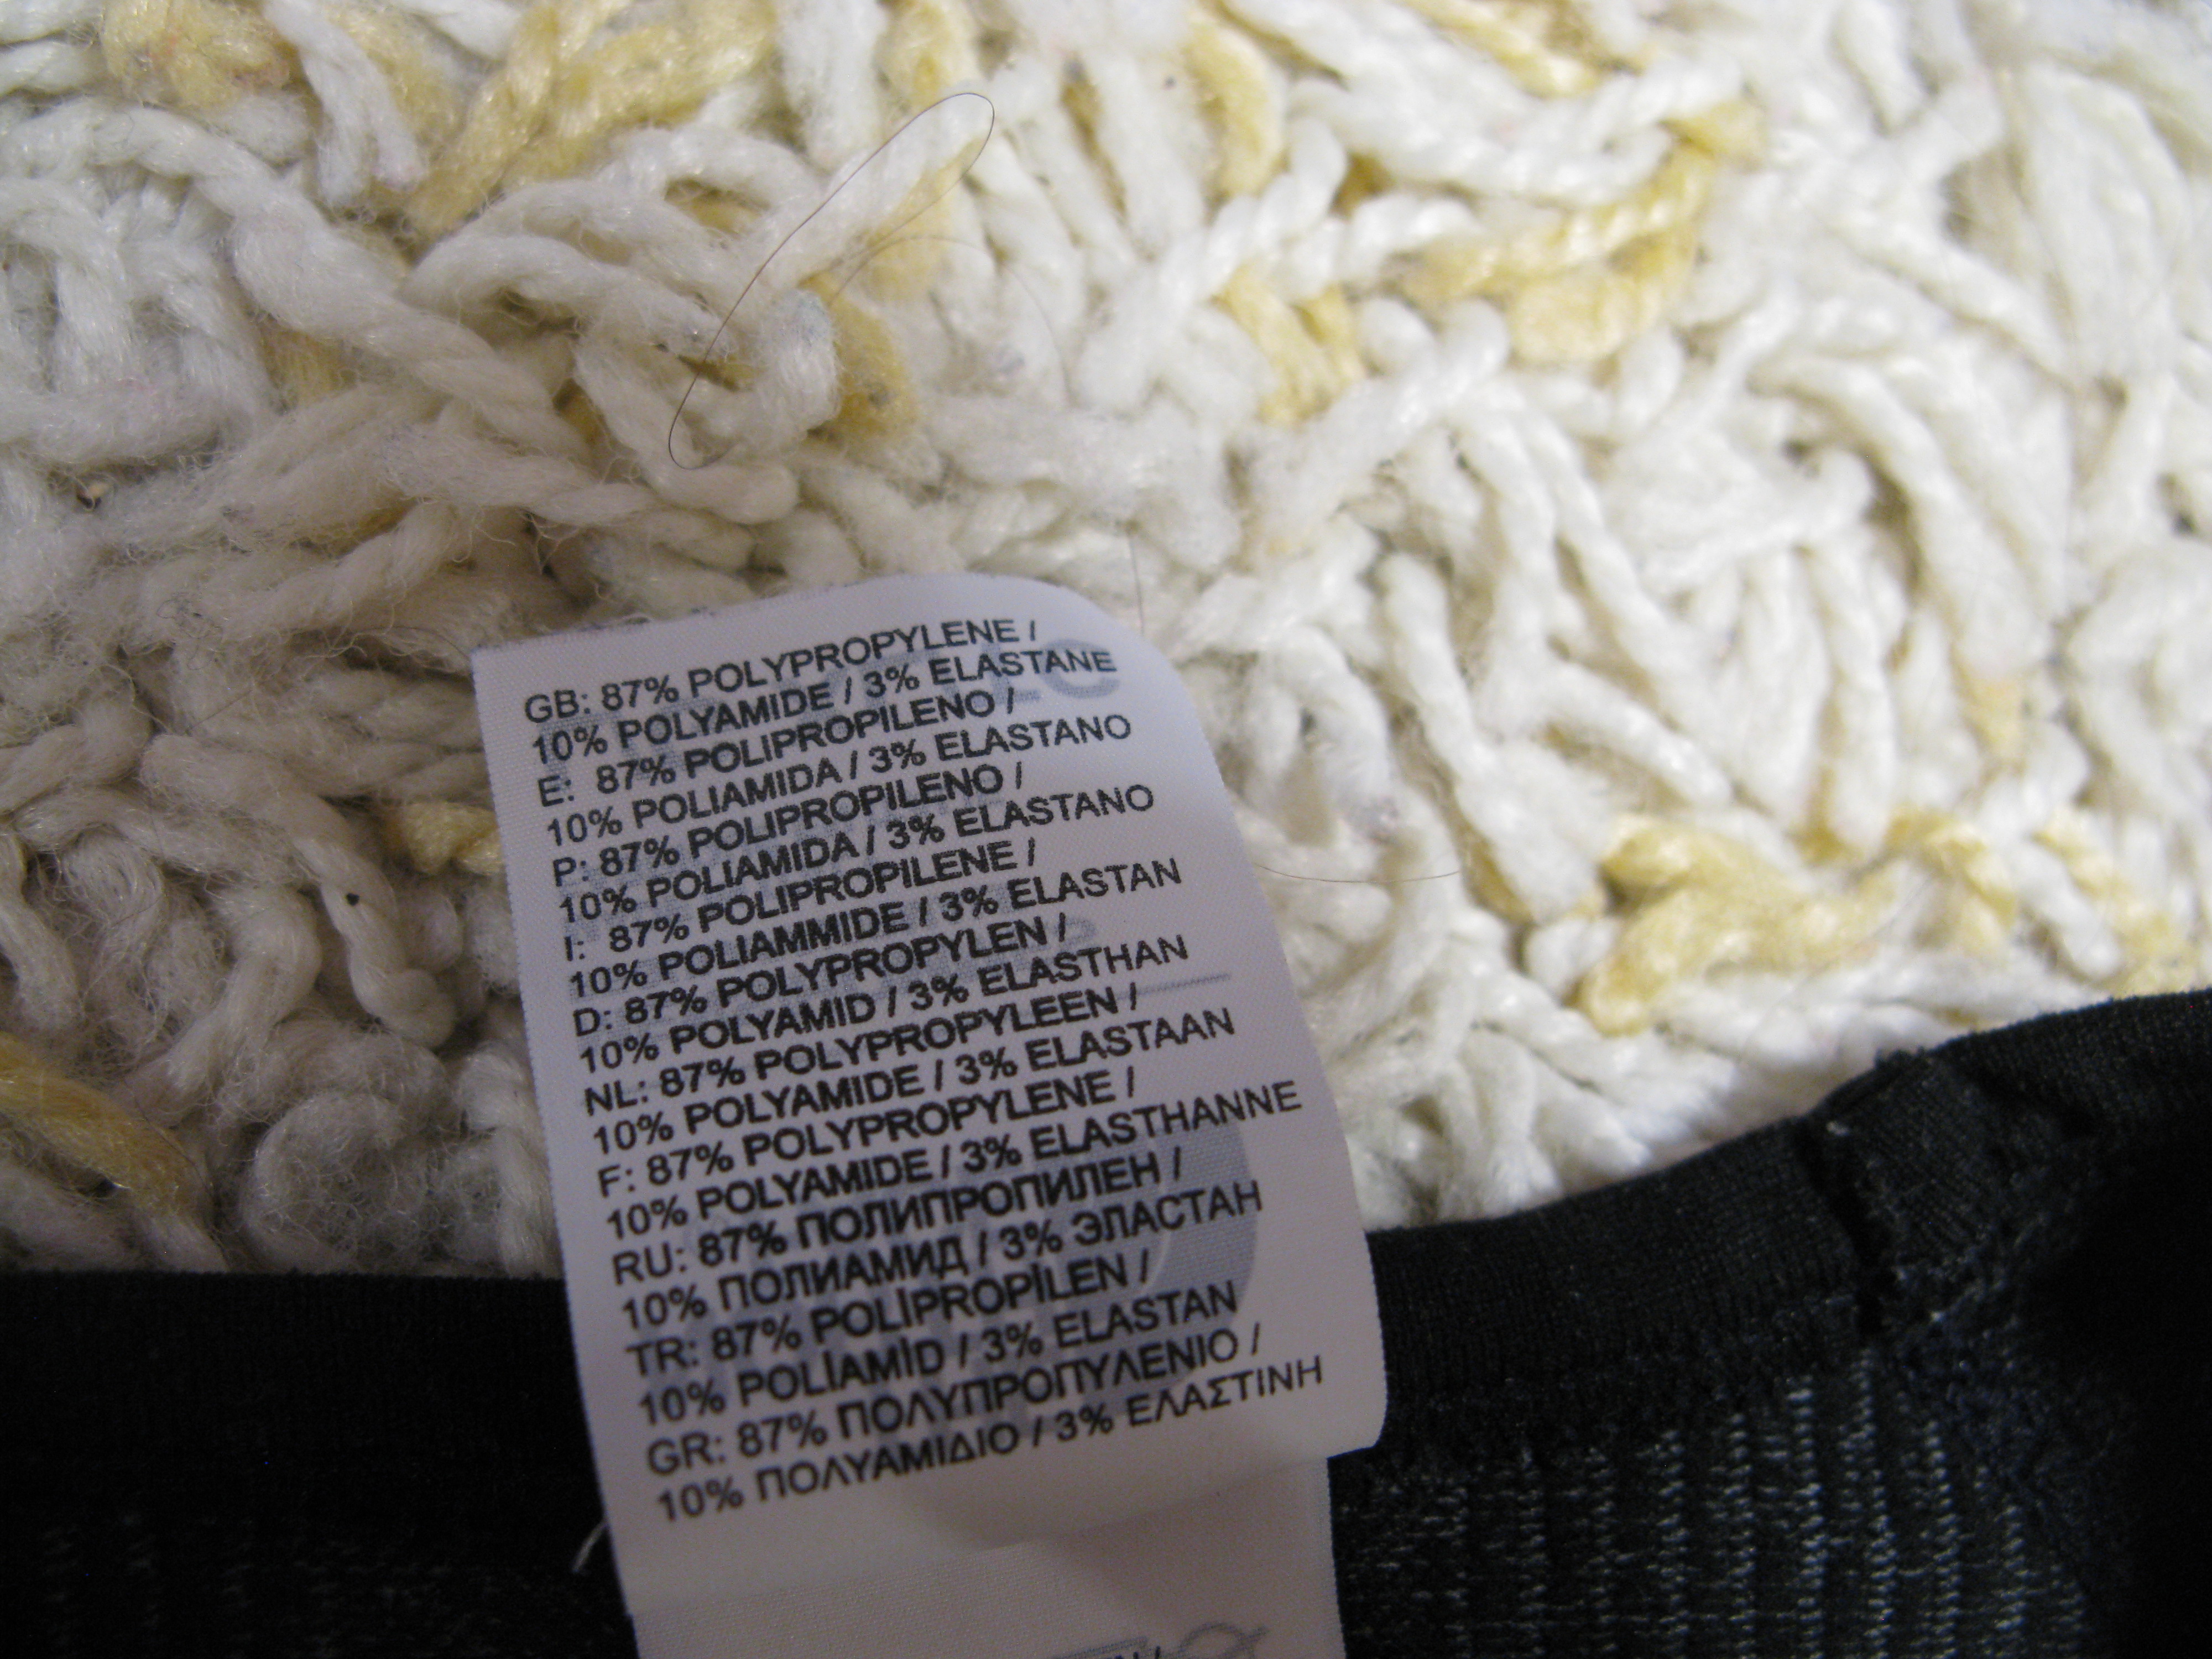 GB: 87% POLYPROPYLENE /
10% POLYAMIDE / 3% ELASTANE
E: 87% POLIPROPILENO /
10% POLIAMIDA / 3% ELASTANO
P: 87% POLIPROPILENO /
10% POLIAMIDA / 3% ELASTANO
I: 87% POLIPROPILENE /
10% POLIAMMIDE / 3% ELASTAN
D: 87% POLYPROPYLEN /
10% POLYAMID / 3% ELASTHAN
NL: 87% POLYPROPYLEEN /
10% POLYAMIDE / 3% ELASTAAN
F: 87% POLYPROPYLENE /
10% POLYAMIDE / 3% ELASTHANNE
RU: 87% ПОЛИПРОПИЛЕН /
10% ПОЛИАМИД / 3% ЭЛАСТАН
TR: 87% POLİPROPİLEN /
10% POLİAMİD / 3% ELASTAN
GR: 87% ΠΟΛΥΠΡΟΠΥΛΕΝΙΟ /
10% ΠΟΛΥΑΜΙΔΙΟ / 3% ΕΛΑΣΤΙΝΗ